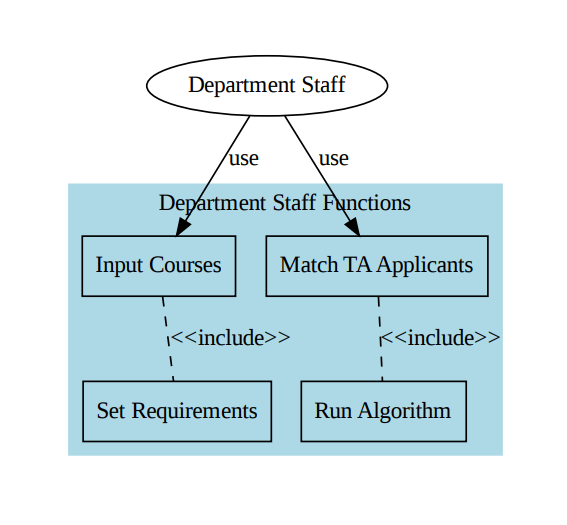 Department Staff
use
use
Department Staff Functions
Input Courses
Match TA Applicants
<<include>>
<<include>>
Set Requirements
Run Algorithm